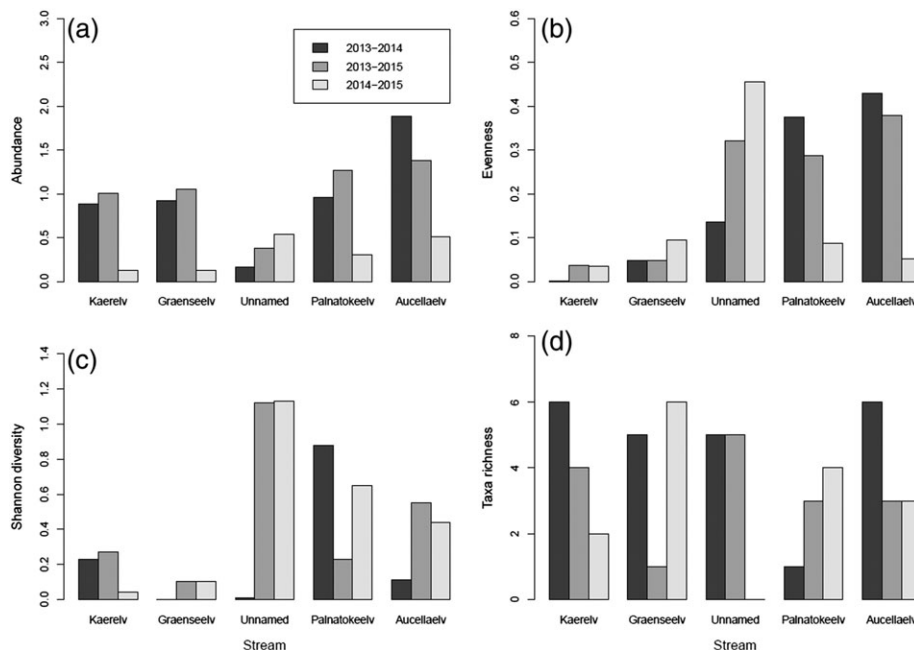 (a)
3.0
2.5
2.0
1.5
1.0
0.5
0.0
Abundance
2013−2014
2013−2015
2014−2015
Kaerelv Graenseelv Unnamed Palnatokeelv Aucellaelv
(b)
0.6
0.5
0.4
0.3
0.2
0.1
0.0
Evenness
Kaerelv Graenseelv Unnamed Palnatokeelv Aucellaelv
(c)
1.4
1.2
1.0
0.8
0.6
0.4
0.2
0.0
Shannon diversity
Kaerelv Graenseelv Unnamed Palnatokeelv Aucellaelv
Stream
(d)
8
6
4
2
0
Taxa richness
Kaerelv Graenseelv Unnamed Palnatokeelv Aucellaelv
Stream